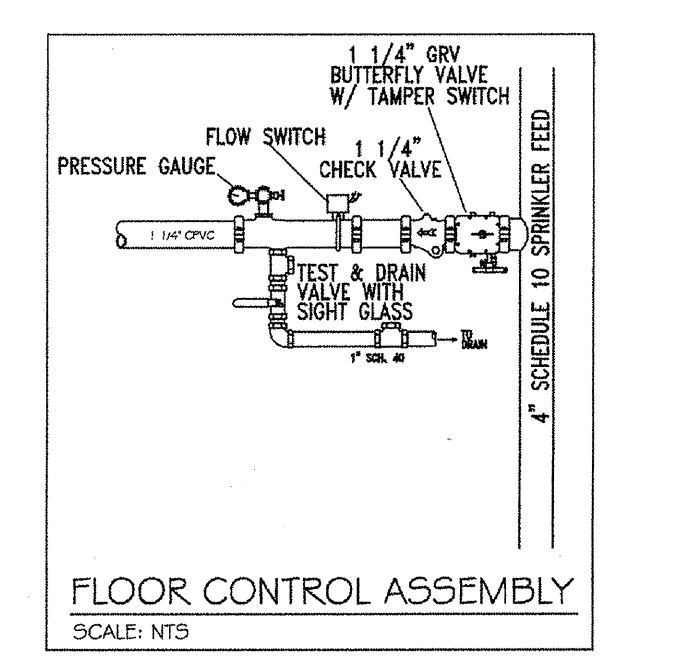 1 1/4" GRV
BUTTERFLY VALVE
W/ TAMPER SWITCH
FLOW SWITCH
1 1/4"
CHECK VALVE
PRESSURE GAUGE
1 1/4" CPVC
TEST & DRAIN
VALVE WITH
SIGHT GLASS
TO
DRAIN
1" SCH. 40
4" SCHEDULE 10 SPRINKLER FEED
FLOOR CONTROL ASSEMBLY
SCALE: NTS